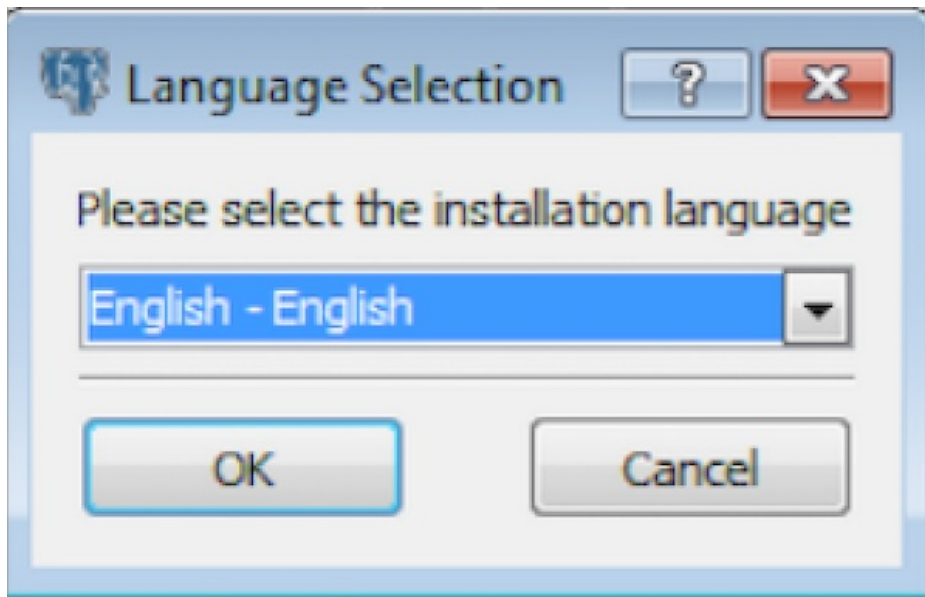 Language Selection
Please select the installation language
English - English
OK
Cancel